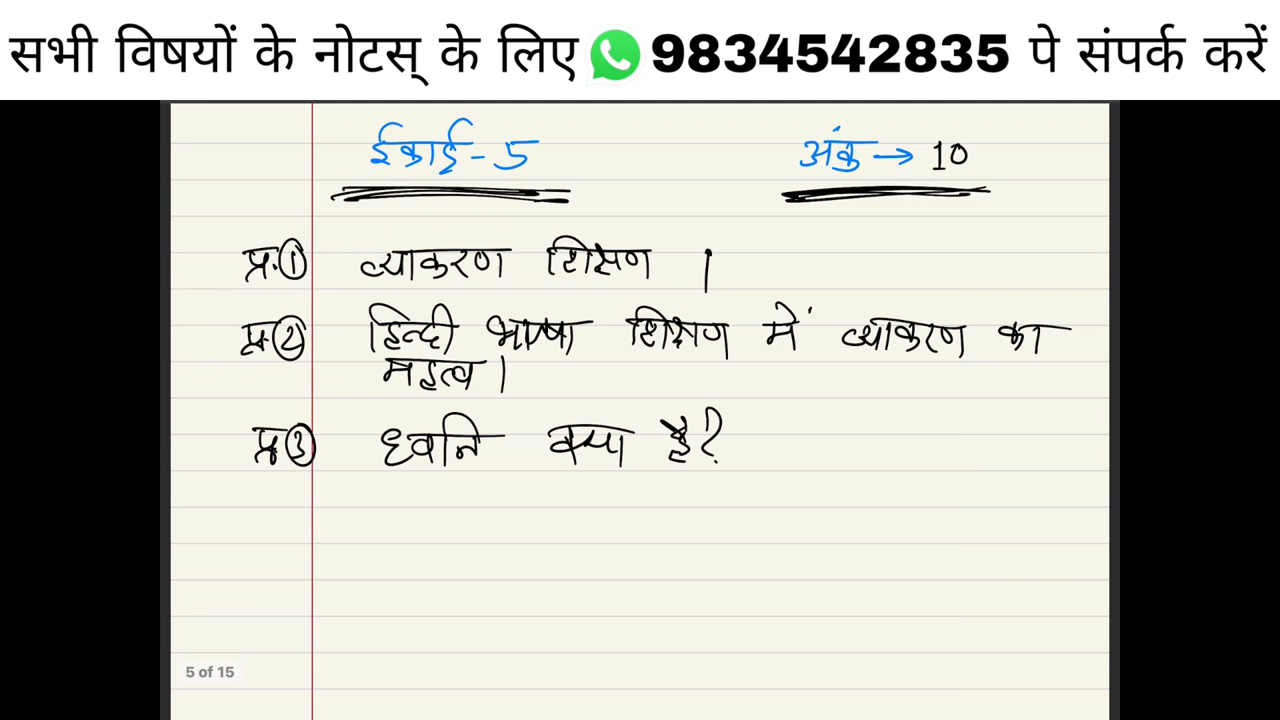 सभी विषयों के नोटस् के लिए 9834542835 पे संपर्क करें
ईकाई - 5 अंक → 10
प्र.① व्याकरण शिक्षण ।
प्र.② हिन्दी भाषा शिक्षण में व्याकरण का
महत्व ।
प्र.③ ध्वनि क्या है?
5 of 15